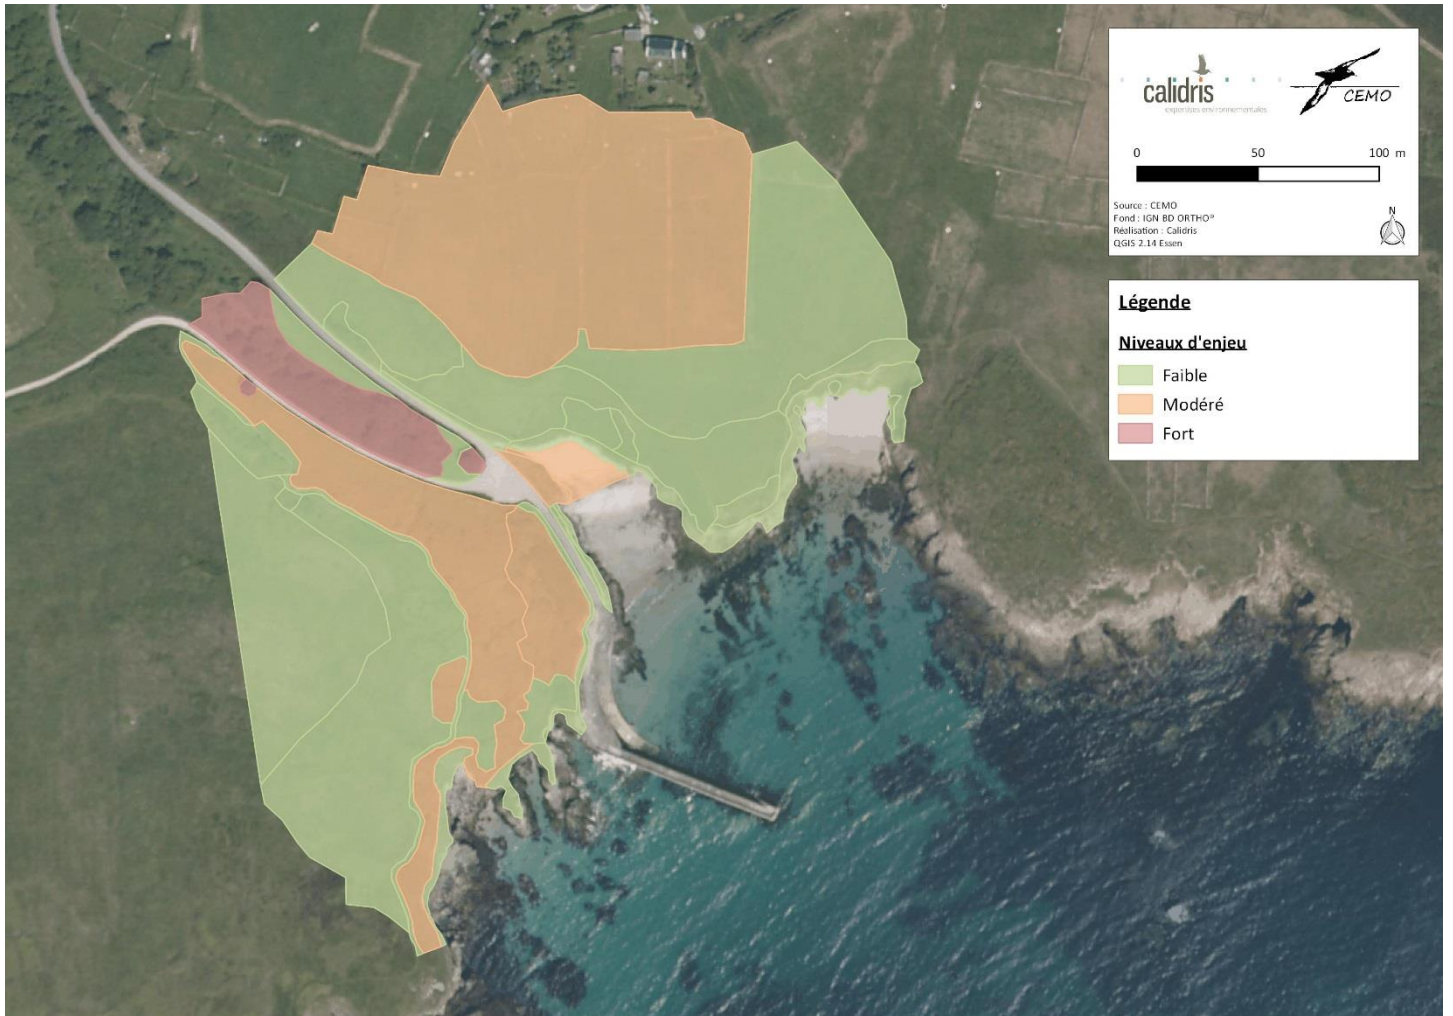 calidris
expertises environnementales
CEMO
0 50 100 m
Source : CEMO
Fond : IGN BD ORTHO®
Réalisation : Calidris
QGIS 2.14 Essen
N
Légende
Niveaux d'enjeu
Faible
Modéré
Fort